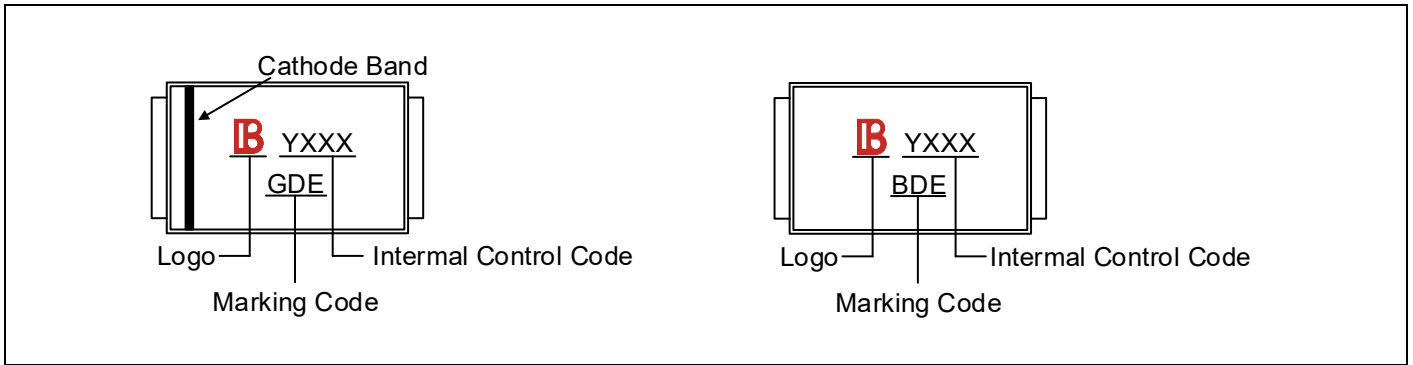 Cathode Band
B YXXX
GDE
Logo
Intermal Control Code
Marking Code
B YXXX
BDE
Logo
Intermal Control Code
Marking Code